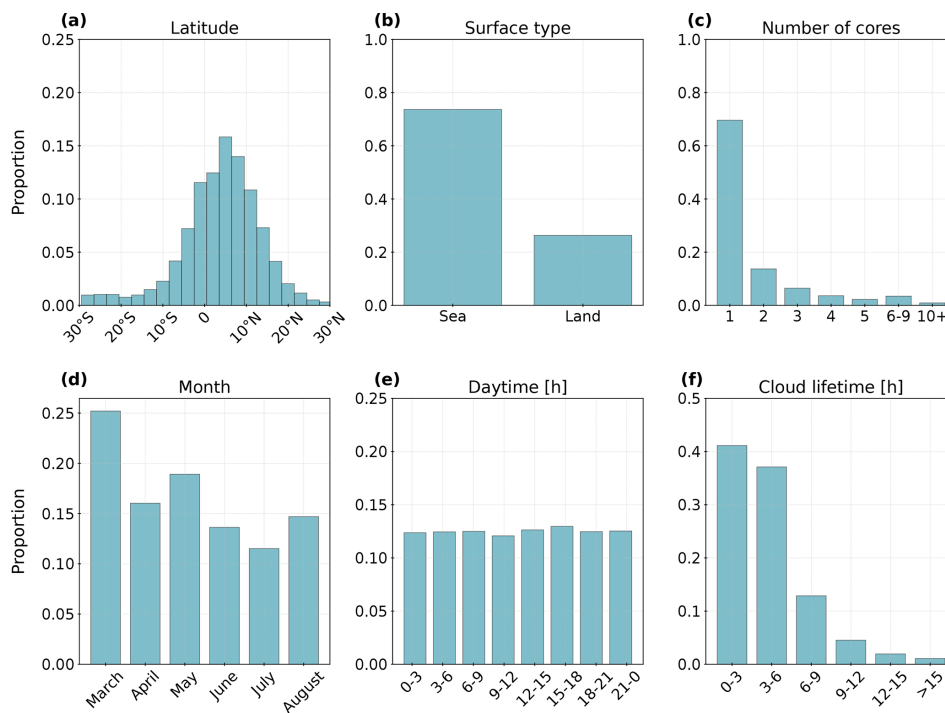 (a) Latitude
Proportion
0.25
0.20
0.15
0.10
0.05
0.00
30°S 20°S 10°S 0 10°N 20°N 30°N
(b) Surface type
1.0
0.8
0.6
0.4
0.2
0.0
Sea Land
(c) Number of cores
1.0
0.8
0.6
0.4
0.2
0.0
1 2 3 4 5 6-9 10+
(d) Month
Proportion
0.25
0.20
0.15
0.10
0.05
0.00
March April May June July August
(e) Daytime [h]
0.25
0.20
0.15
0.10
0.05
0.00
0-3 3-6 6-9 9-12 12-15 15-18 18-21 21-0
(f) Cloud lifetime [h]
0.5
0.4
0.3
0.2
0.1
0.0
0-3 3-6 6-9 9-12 12-15 >15